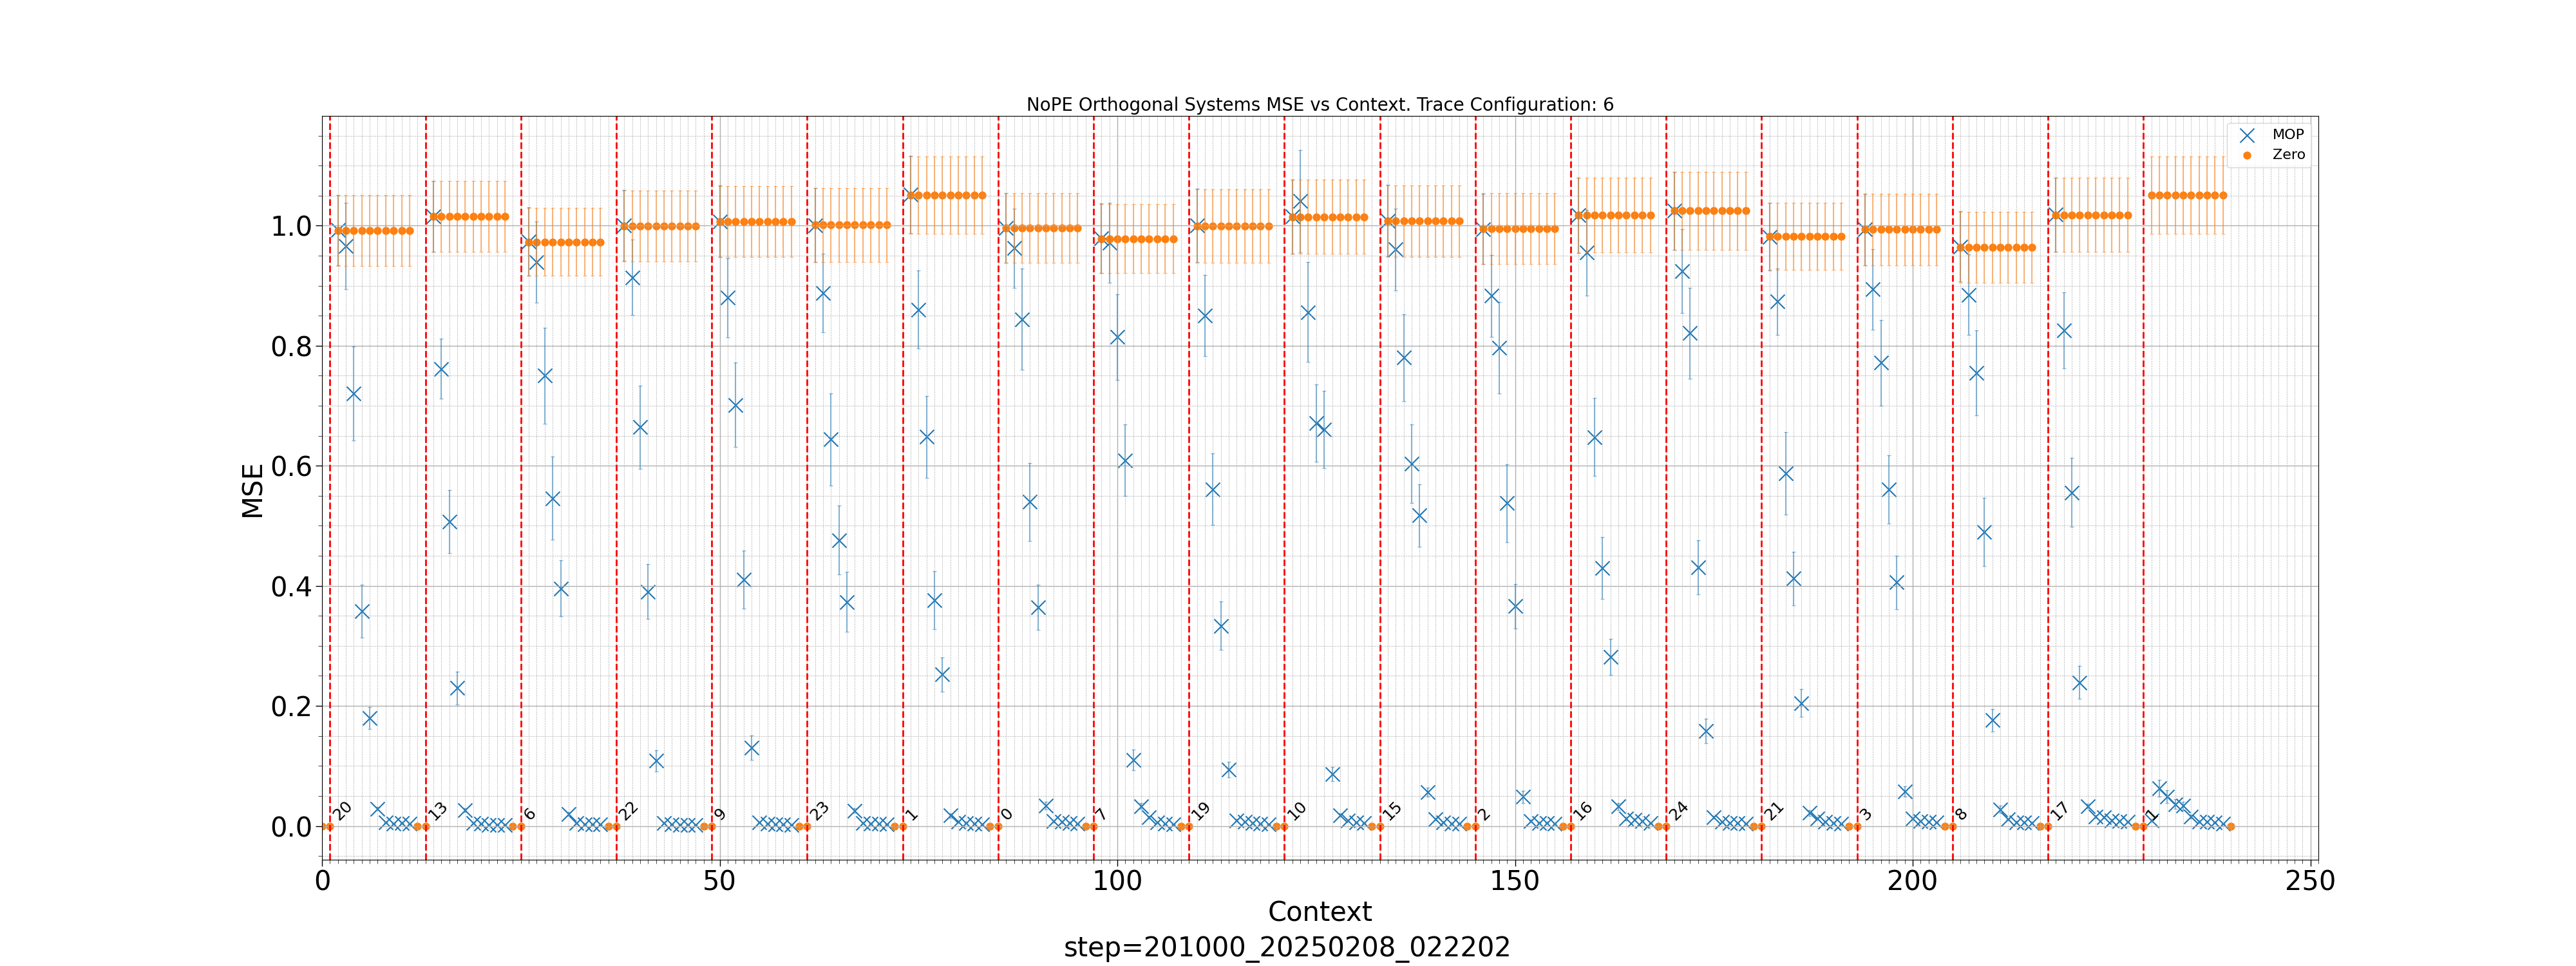 NoPE Orthogonal Systems MSE vs Context. Trace Configuration: 6
MOP
Zero
MSE
1.0
0.8
0.6
0.4
0.2
0.0
20 13 6 22 9 23 1 0 7 19 10 15 2 16 24 21 3 8 17 1
0 50 100 150 200 250
Context
step=201000_20250208_022202